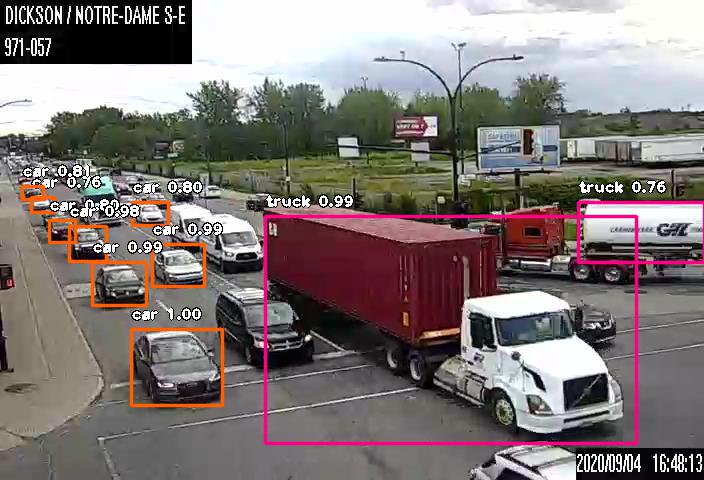 DICKSON / NOTRE-DAME S-E
971-057
car 0.81
car 0.76
car 0.80
car 0.80
car 0.98
car 0.99
car 0.99
car 1.00
truck 0.99
truck 0.76
2020/09/04 16:48:13